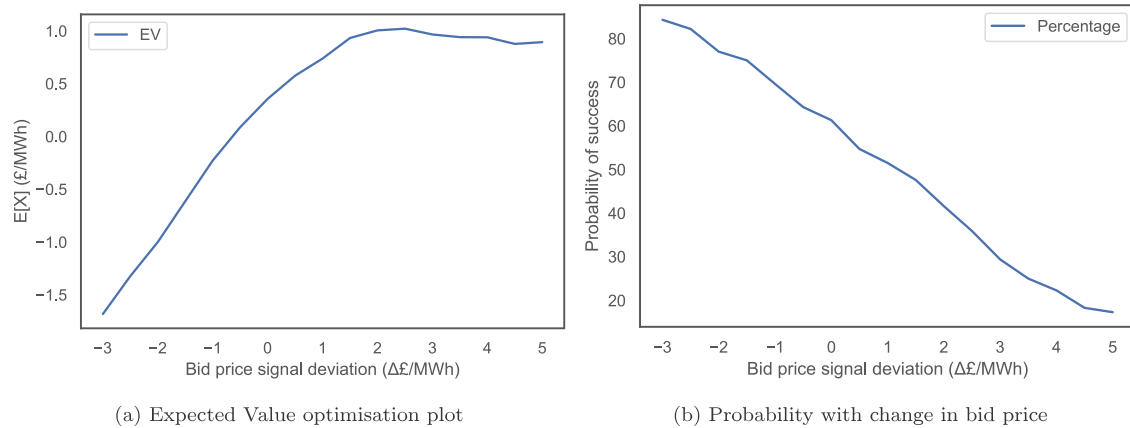 EV
1.0
0.5
0.0
−0.5
−1.0
−1.5
E[X] (£/MWh)
−3 −2 −1 0 1 2 3 4 5
Bid price signal deviation (Δ£/MWh)
(a) Expected Value optimisation plot
Percentage
80
70
60
50
40
30
20
Probability of success
−3 −2 −1 0 1 2 3 4 5
Bid price signal deviation (Δ£/MWh)
(b) Probability with change in bid price